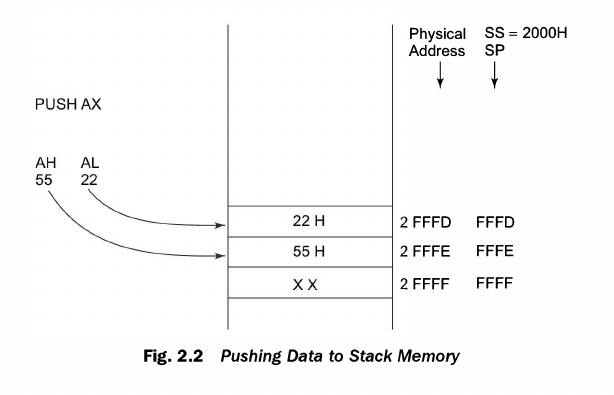 Physical SS = 2000H
Address SP
PUSH AX
AH AL
55 22
22 H 2 FFFD FFFD
55 H 2 FFFE FFFE
X X 2 FFFF FFFF
Fig. 2.2 Pushing Data to Stack Memory